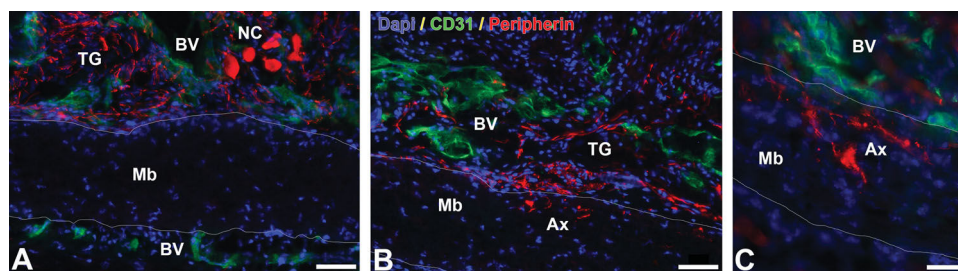 TG
BV
NC
Mb
BV
A
Dapi / CD31 / Peripherin
BV
TG
Mb
Ax
B
BV
Mb
Ax
C